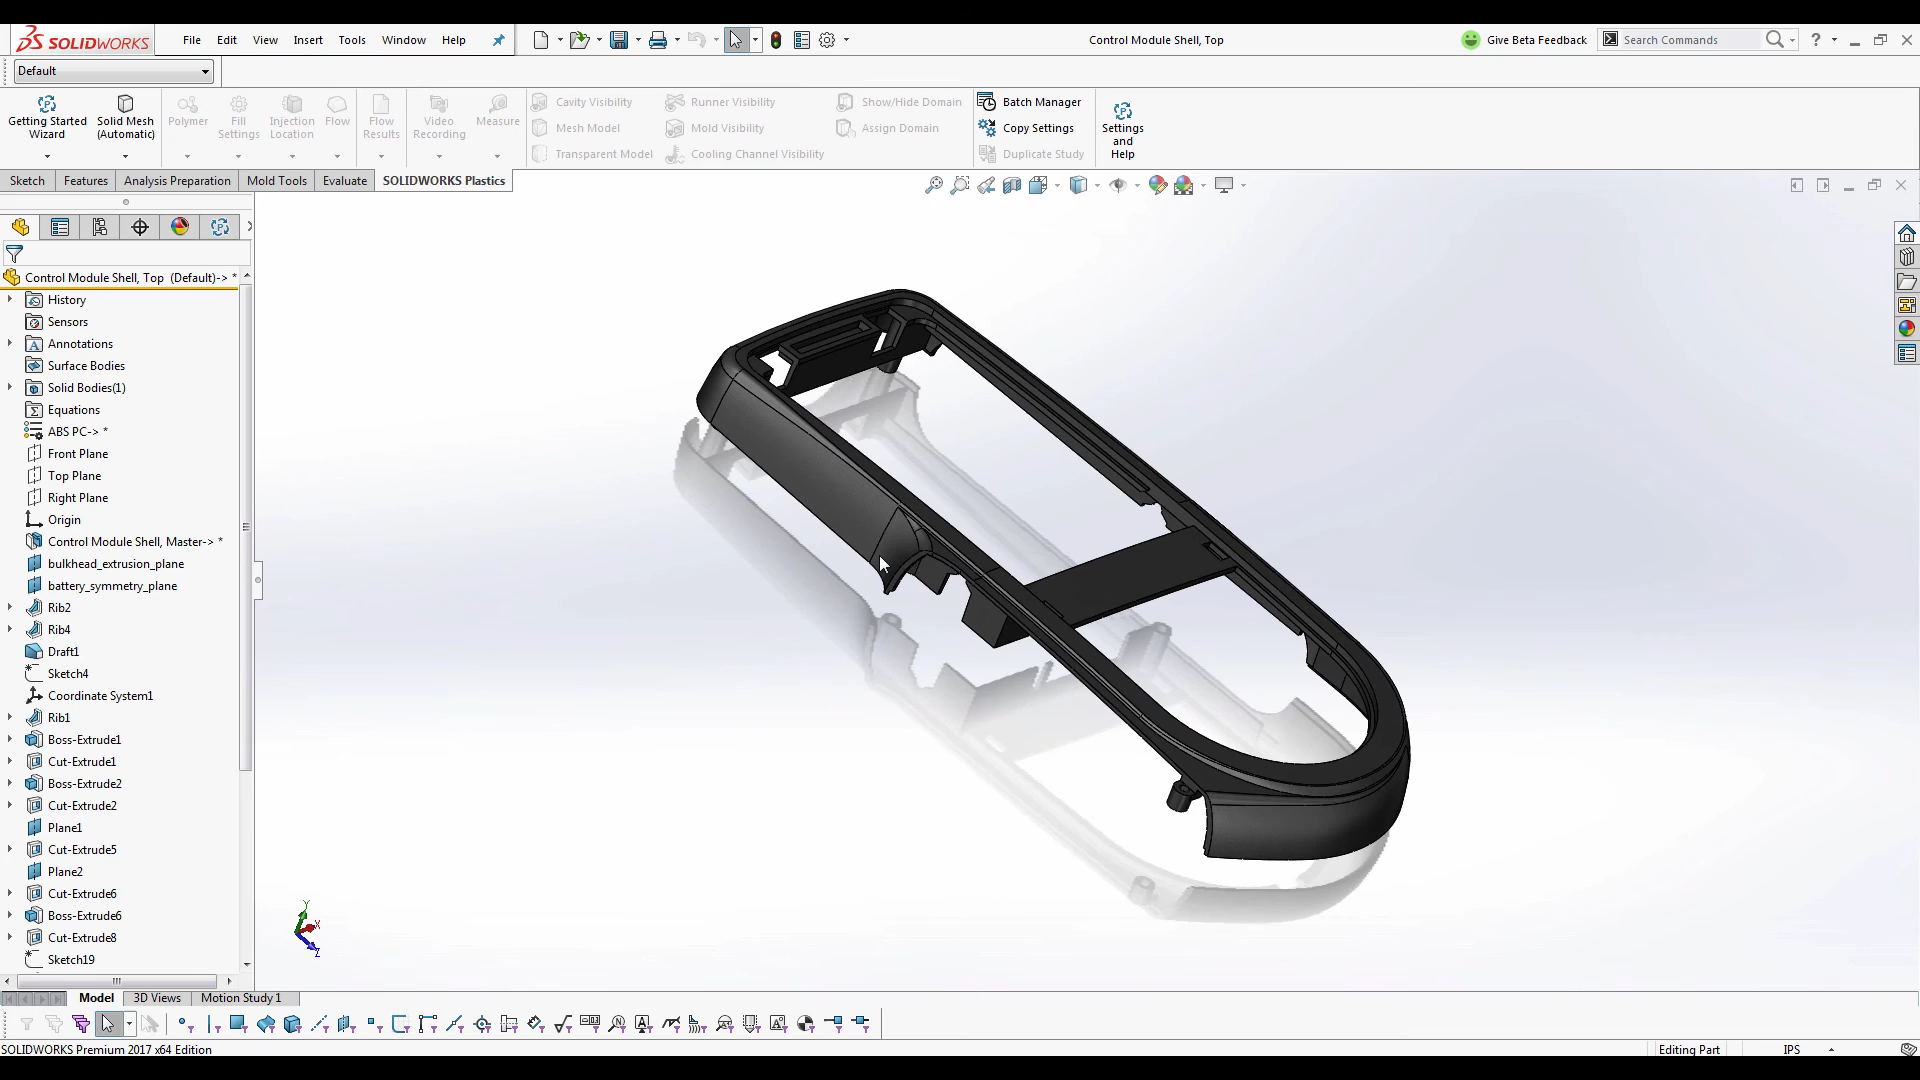 SOLIDWORKS File Edit View Insert Tools Window Help Control Module Shell, Top Give Beta Feedback Search Commands ?
Default
Getting Started Wizard
Solid Mesh (Automatic)
Polymer
Fill Settings
Injection Location
Flow
Flow Results
Video Recording
Measure
Cavity Visibility
Mesh Model
Transparent Model
Runner Visibility
Mold Visibility
Cooling Channel Visibility
Show/Hide Domain
Assign Domain
Batch Manager
Copy Settings
Duplicate Study
Settings and Help
Sketch Features Analysis Preparation Mold Tools Evaluate SOLIDWORKS Plastics
Control Module Shell, Top (Default)-> *
History
Sensors
Annotations
Surface Bodies
Solid Bodies(1)
Equations
ABS PC-> *
Front Plane
Top Plane
Right Plane
Origin
Control Module Shell, Master-> *
bulkhead_extrusion_plane
battery_symmetry_plane
Rib2
Rib4
Draft1
Sketch4
Coordinate System1
Rib1
Boss-Extrude1
Cut-Extrude1
Boss-Extrude2
Cut-Extrude2
Plane1
Cut-Extrude5
Plane2
Cut-Extrude6
Boss-Extrude6
Cut-Extrude8
Sketch19
Y
X
Z
Model 3D Views Motion Study 1
SOLIDWORKS Premium 2017 x64 Edition Editing Part IPS